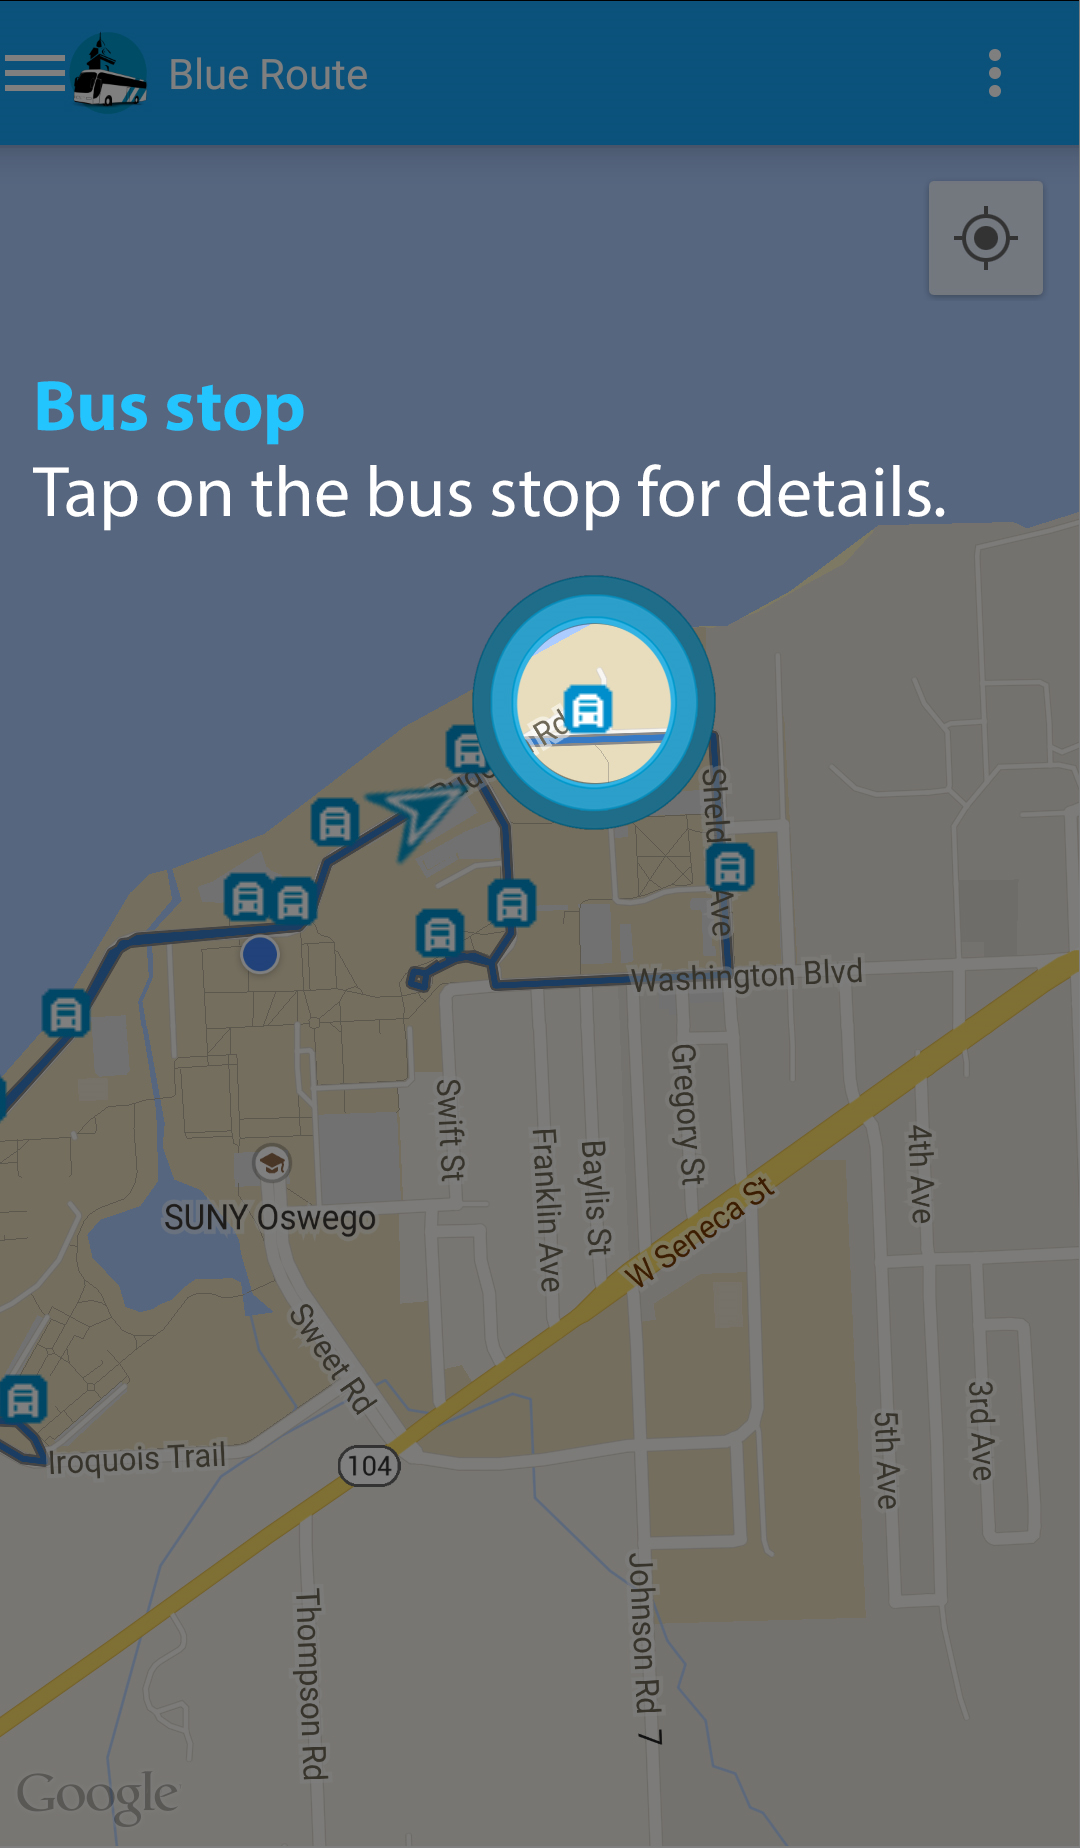 Blue Route
Bus stop
Tap on the bus stop for details.
Rd
Washington Blvd
Ave
Swift St
Franklin Ave
Baylis St
Gregory St
4th Ave
W Seneca St
SUNY Oswego
Sweet Rd
3rd Ave
5th Ave
Iroquois Trail
104
Thompson Rd
Johnson Rd
7
Google